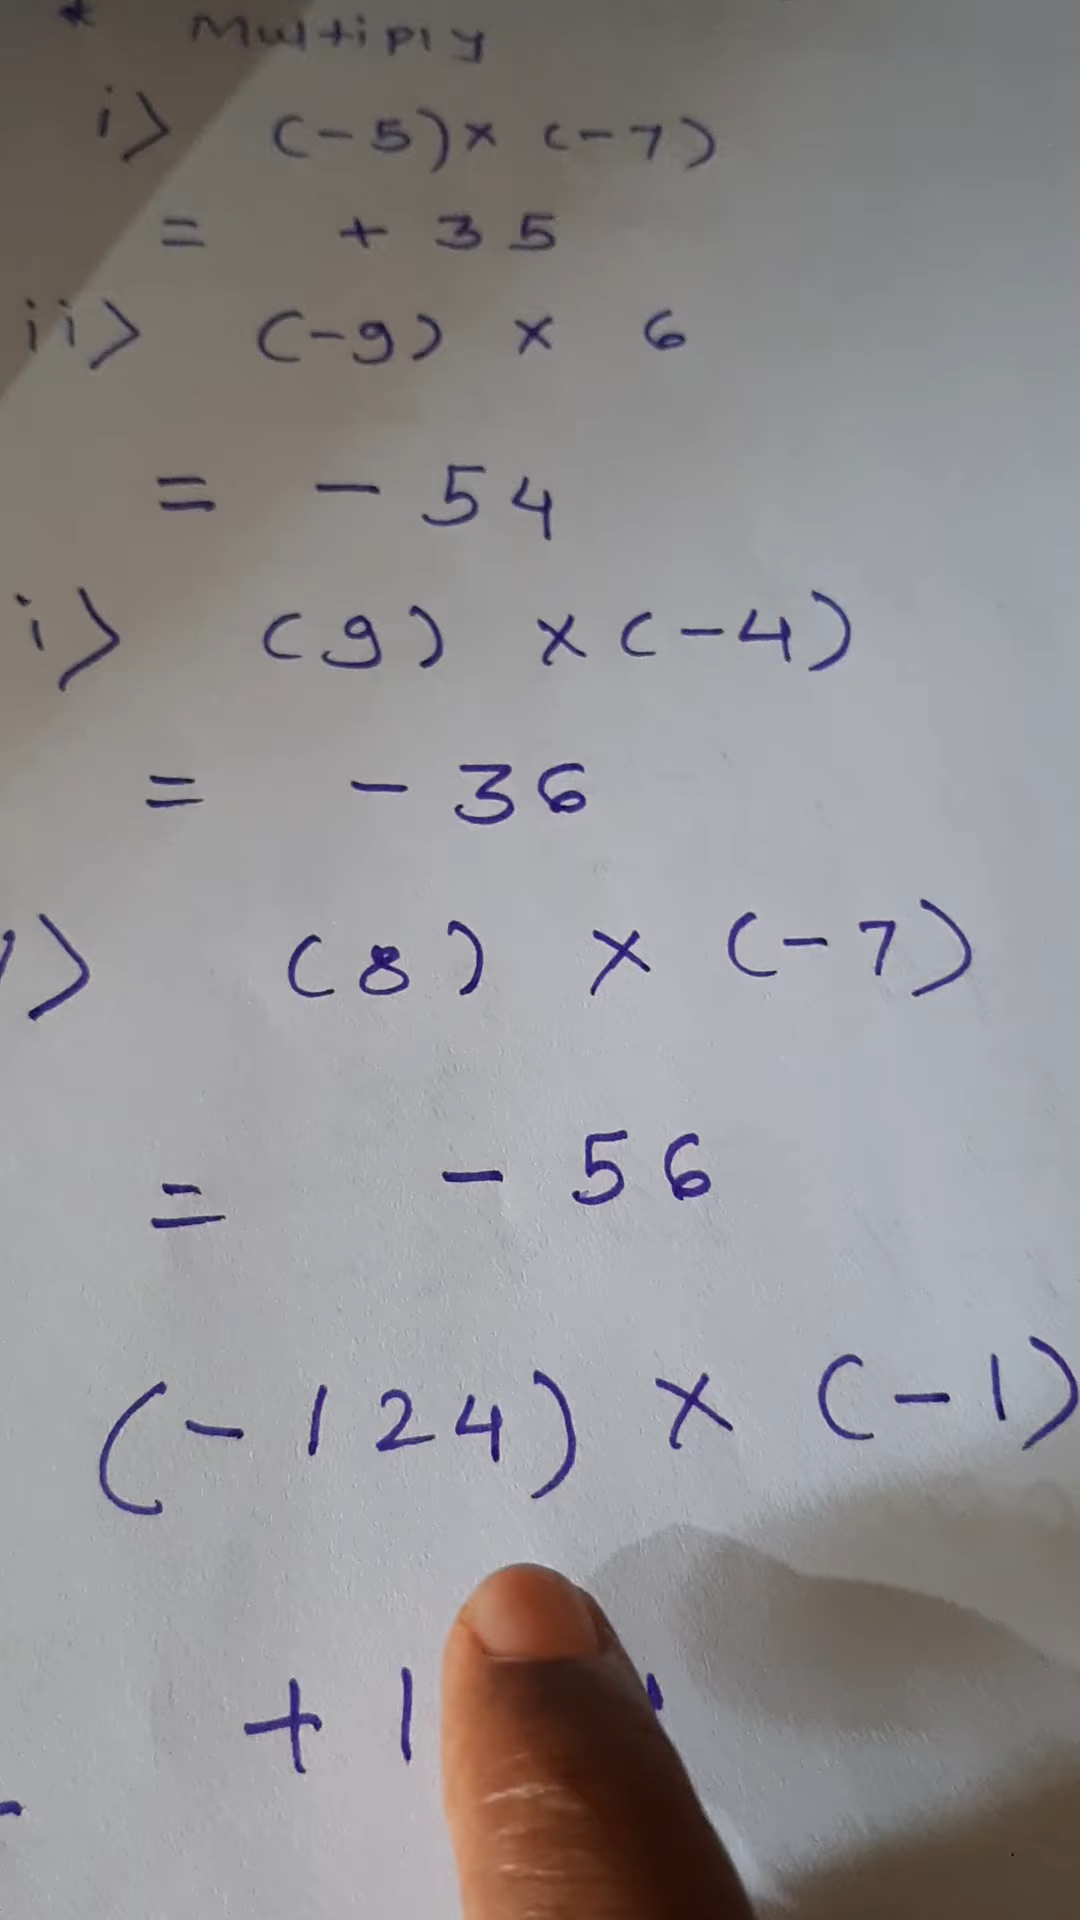 * Multiply
i> (-5) x (-7)
= + 35
ii> (-9) x 6
= - 54
i> (9) x (-4)
= - 36
> (8) x (-7)
= - 56
(-124) x (-1)
+ 1